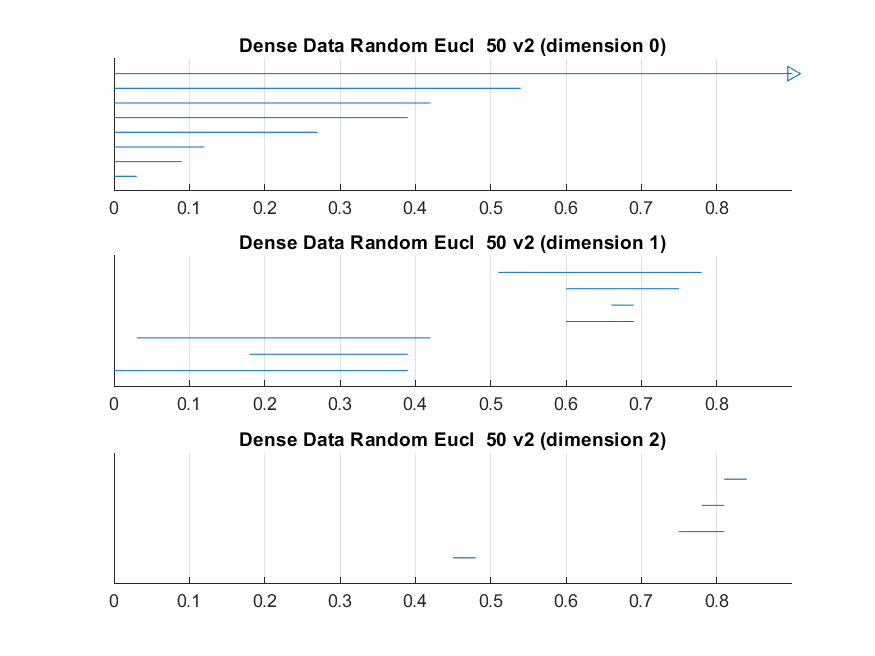 Dense Data Random Eucl  50 v2 (dimension 0)
0 0.1 0.2 0.3 0.4 0.5 0.6 0.7 0.8
Dense Data Random Eucl  50 v2 (dimension 1)
0 0.1 0.2 0.3 0.4 0.5 0.6 0.7 0.8
Dense Data Random Eucl  50 v2 (dimension 2)
0 0.1 0.2 0.3 0.4 0.5 0.6 0.7 0.8